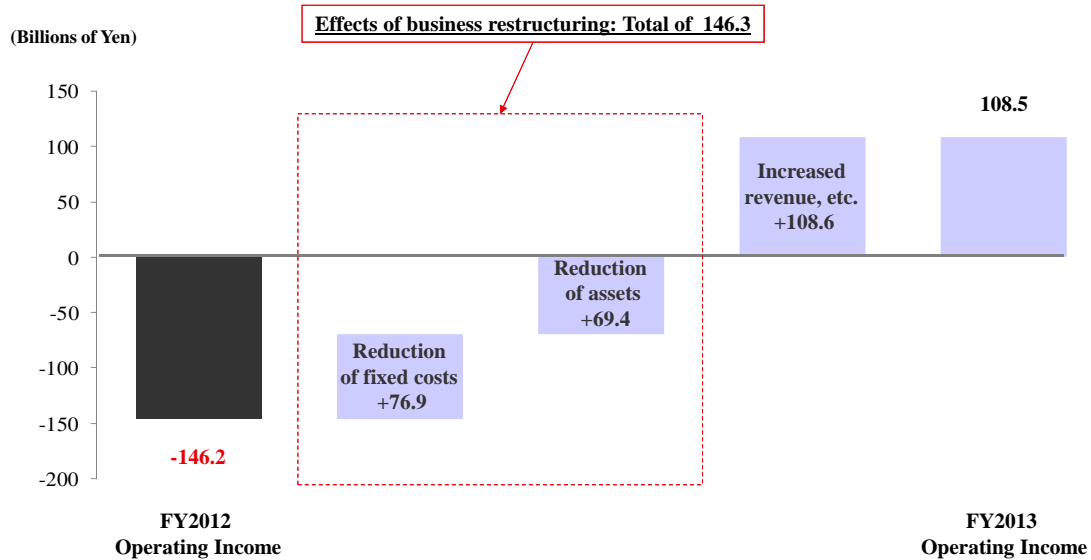 Effects of business restructuring: Total of 146.3
(Billions of Yen)
150
100
50
0
-50
-100
-150
-200
108.5
Increased
revenue, etc.
+108.6
Reduction
of assets
+69.4
Reduction
of fixed costs
+76.9
-146.2
FY2012
Operating Income
FY2013
Operating Income